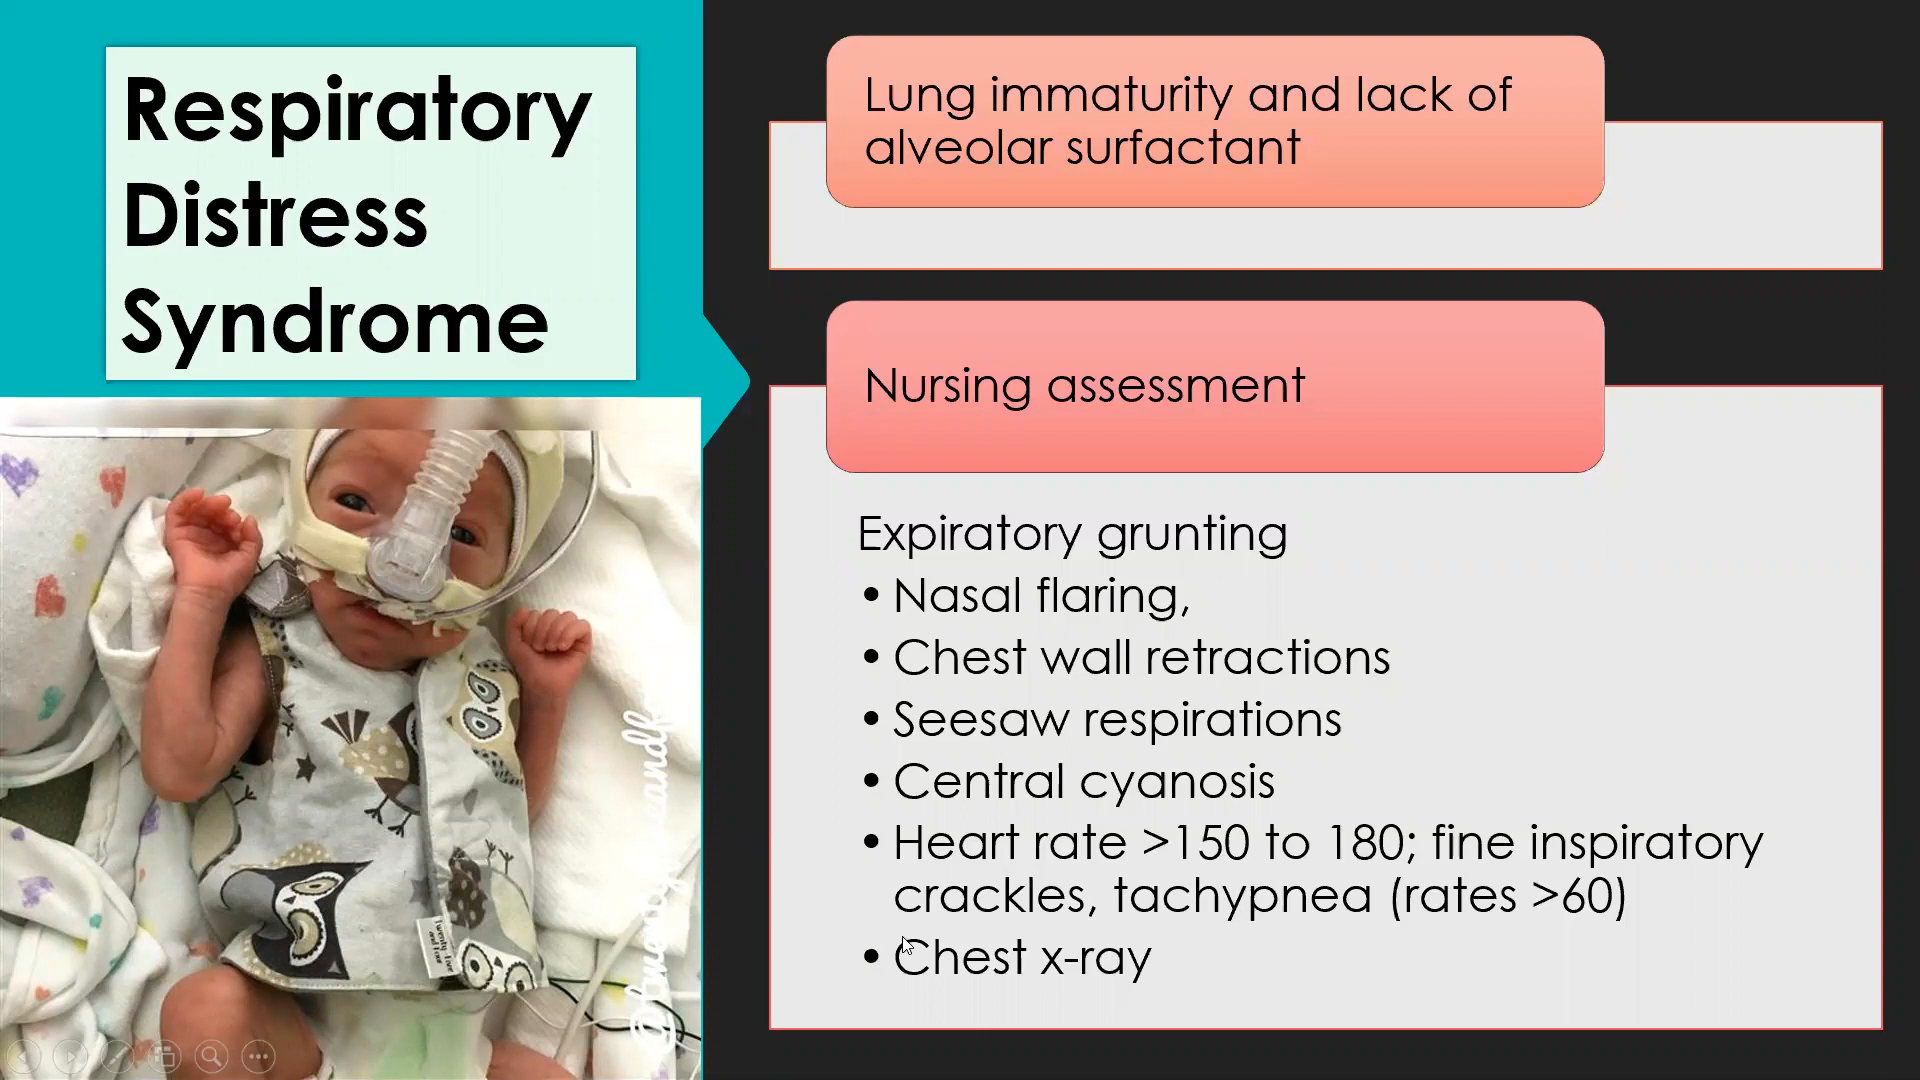 Respiratory
Distress
Syndrome
Lung immaturity and lack of
alveolar surfactant
Nursing assessment
Expiratory grunting
• Nasal flaring,
• Chest wall retractions
• Seesaw respirations
• Central cyanosis
• Heart rate >150 to 180; fine inspiratory
crackles, tachypnea (rates >60)
• Chest x-ray